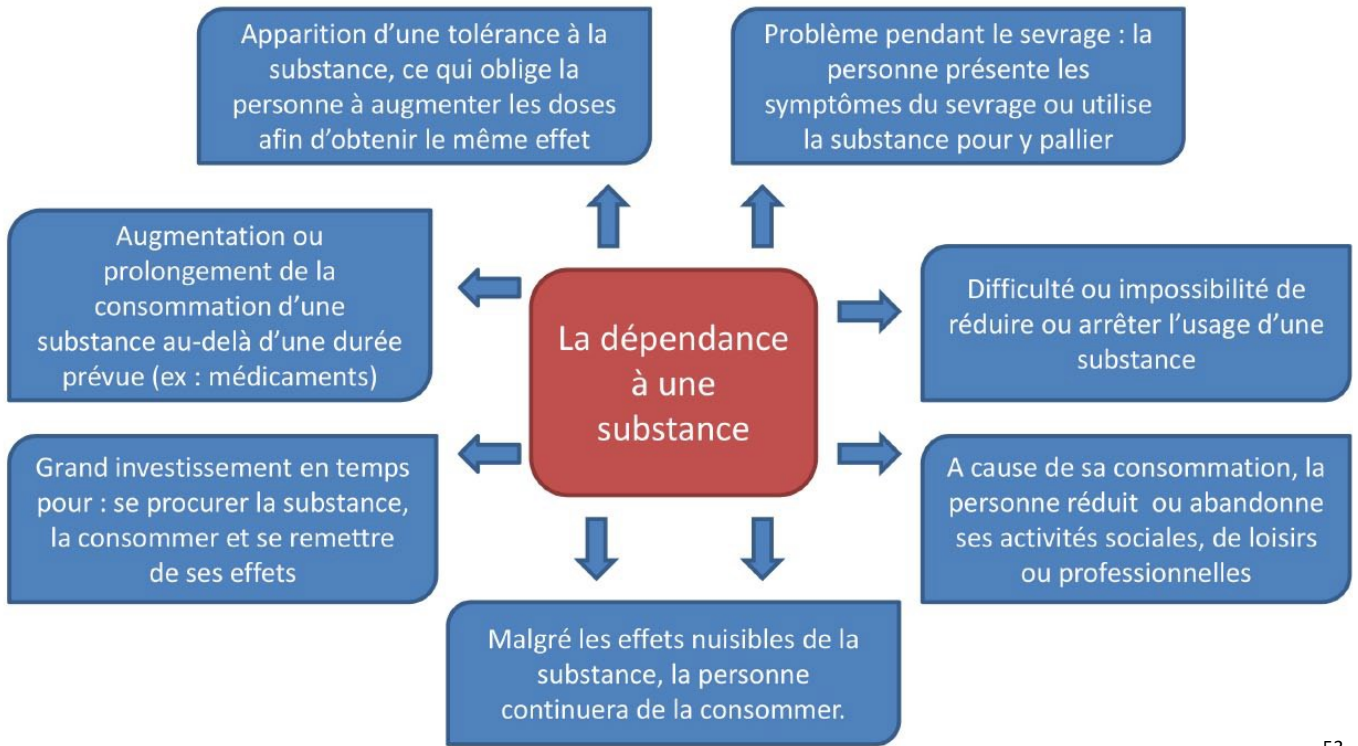 Apparition d'une tolérance à la
substance, ce qui oblige la
personne à augmenter les doses
afin d'obtenir le même effet
Problème pendant le sevrage : la
personne présente les
symptômes du sevrage ou utilise
la substance pour y pallier
Augmentation ou
prolongement de la
consommation d'une
substance au-delà d'une durée
prévue (ex : médicaments)
La dépendance
à une
substance
Difficulté ou impossibilité de
réduire ou arrêter l'usage d'une
substance
Grand investissement en temps
pour : se procurer la substance,
la consommer et se remettre
de ses effets
A cause de sa consommation, la
personne réduit ou abandonne
ses activités sociales, de loisirs
ou professionnelles
Malgré les effets nuisibles de la
substance, la personne
continuera de la consommer.